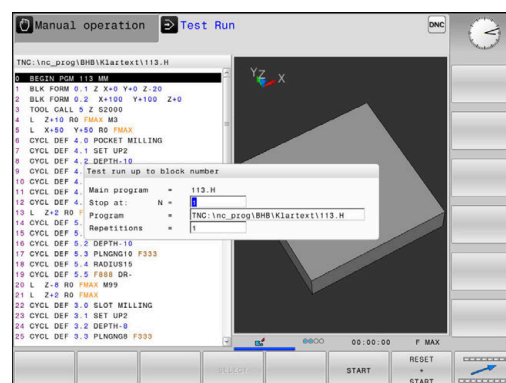 Manual operation
Test Run
DNC
TNC:\nc_prog\BHB\Klartext\113.H
0 BEGIN PGM 113 MM
1 BLK FORM 0.1 Z X+0 Y+0 Z-20
2 BLK FORM 0.2 X+100 Y+100 Z+0
3 TOOL CALL 5 Z S2000
4 L Z+10 R0 FMAX M3
5 L X+50 Y+50 R0 FMAX
6 CYCL DEF 4.0 POCKET MILLING
7 CYCL DEF 4.1 SET UP2
8 CYCL DEF 4.2 DEPTH-10
9 CYCL DEF 4.
10 CYCL DEF 4.
11 CYCL DEF 4.
12 CYCL DEF 4.
13 L Z+2 R0 F
14 CYCL DEF 5.
15 CYCL DEF 5.
16 CYCL DEF 5.2 DEPTH-10
17 CYCL DEF 5.3 PLNGNG10 F333
18 CYCL DEF 5.4 RADIUS15
19 CYCL DEF 5.5 F888 DR-
20 L Z-8 R0 FMAX M99
21 L Z+2 R0 FMAX
22 CYCL DEF 3.0 SLOT MILLING
23 CYCL DEF 3.1 SET UP2
24 CYCL DEF 3.2 DEPTH-8
25 CYCL DEF 3.3 PLNGNG8 F333
Test run up to block number
Main program = 113.H
Stop at: N =
Program = TNC:\nc_prog\BHB\Klartext\113.H
Repetitions = 1
Y Z X
00:00:00 F MAX
SELECT
START
RESET
+
START